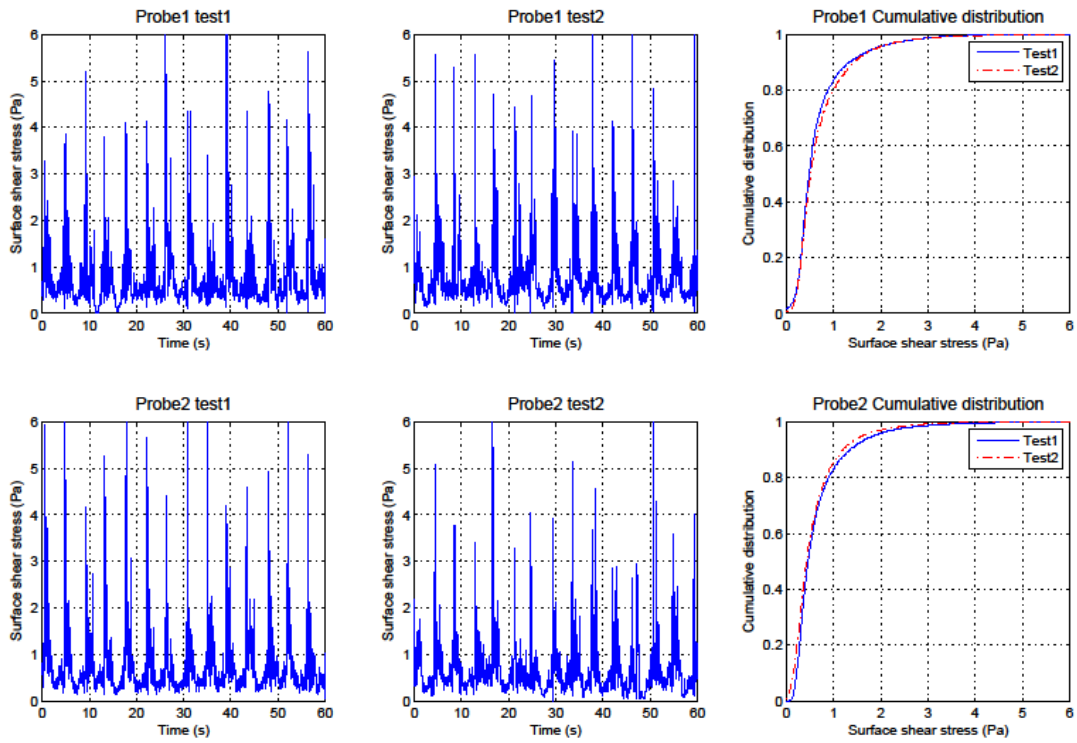 Probe1 test1
Probe1 test2
Probe1 Cumulative distribution
Surface shear stress (Pa)
6
5
4
3
2
1
0
0 10 20 30 40 50 60
Time (s)
Surface shear stress (Pa)
6
5
4
3
2
1
0
0 10 20 30 40 50 60
Time (s)
Cumulative distribution
1
0.8
0.6
0.4
0.2
0
0 1 2 3 4 5 6
Surface shear stress (Pa)
Test1
Test2
Probe2 test1
Probe2 test2
Probe2 Cumulative distribution
Surface shear stress (Pa)
6
5
4
3
2
1
0
0 10 20 30 40 50 60
Time (s)
Surface shear stress (Pa)
6
5
4
3
2
1
0
0 10 20 30 40 50 60
Time (s)
Cumulative distribution
1
0.8
0.6
0.4
0.2
0
0 1 2 3 4 5 6
Surface shear stress (Pa)
Test1
Test2